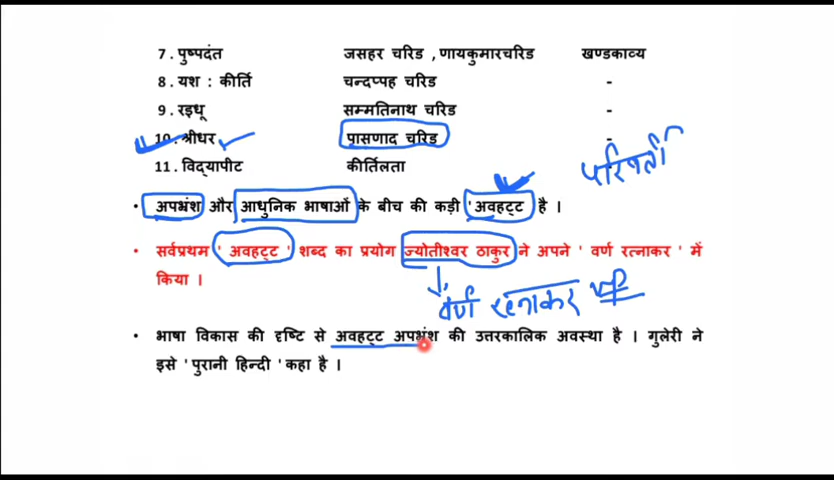 7. पुष्पदंत जसहर चरिउ ,णायकुमारचरिउ खण्डकाव्य
8. यश : कीर्ति चन्दप्पह चरिउ -
9. रइधू सम्मतिनाथ चरिउ -
10. श्रीधर पासणाद चरिउ -
11. विद्यापीट कीर्तिलता
• अपभ्रंश और आधुनिक भाषाओं के बीच की कड़ी 'अवहट्ट' है ।
• सर्वप्रथम ' अवहट्ट ' शब्द का प्रयोग ज्योतीश्वर ठाकुर ने अपने ' वर्ण रत्नाकर ' में
किया ।
वर्ण रत्नाकर
• भाषा विकास की दृष्टि से अवहट्ट अपभ्रंश की उत्तरकालिक अवस्था है । गुलेरी ने
इसे ' पुरानी हिन्दी ' कहा है ।